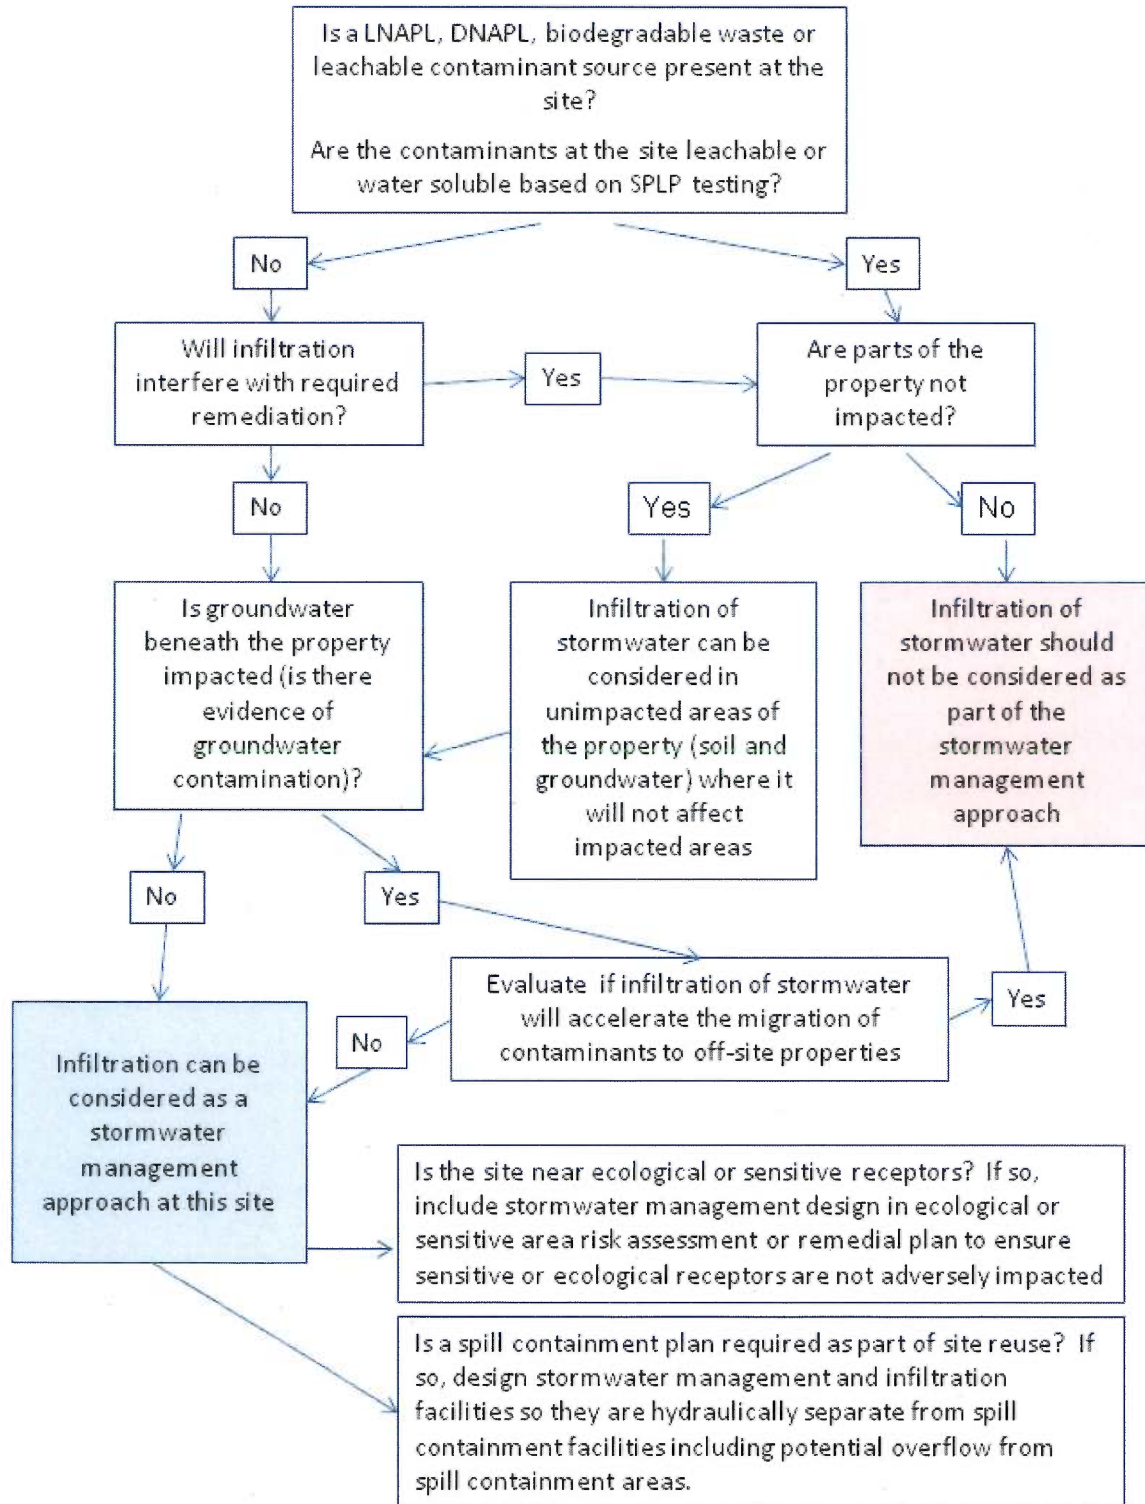 Is a LNAPL, DNAPL, biodegradable waste or
leachable contaminant source present at the
site?
Are the contaminants at the site leachable or
water soluble based on SPLP testing?
No
Yes
Will infiltration
interfere with required
remediation?
Yes
Are parts of the
property not
impacted?
No
Yes
No
Is groundwater
beneath the property
impacted (is there
evidence of
groundwater
contamination)?
Infiltration of
stormwater can be
considered in
unimpacted areas of
the property (soil and
groundwater) where it
will not affect
impacted areas
Infiltration of
stormwater should
not be considered as
part of the
stormwater
management
approach
No
Yes
Evaluate if infiltration of stormwater
will accelerate the migration of
contaminants to off-site properties
Yes
No
Infiltration can be
considered as a
stormwater
management
approach at this site
Is the site near ecological or sensitive receptors? If so,
include stormwater management design in ecological or
sensitive area risk assessment or remedial plan to ensure
sensitive or ecological receptors are not adversely impacted
Is a spill containment plan required as part of site reuse? If
so, design stormwater management and infiltration
facilities so they are hydraulically separate from spill
containment facilities including potential overflow from
spill containment areas.